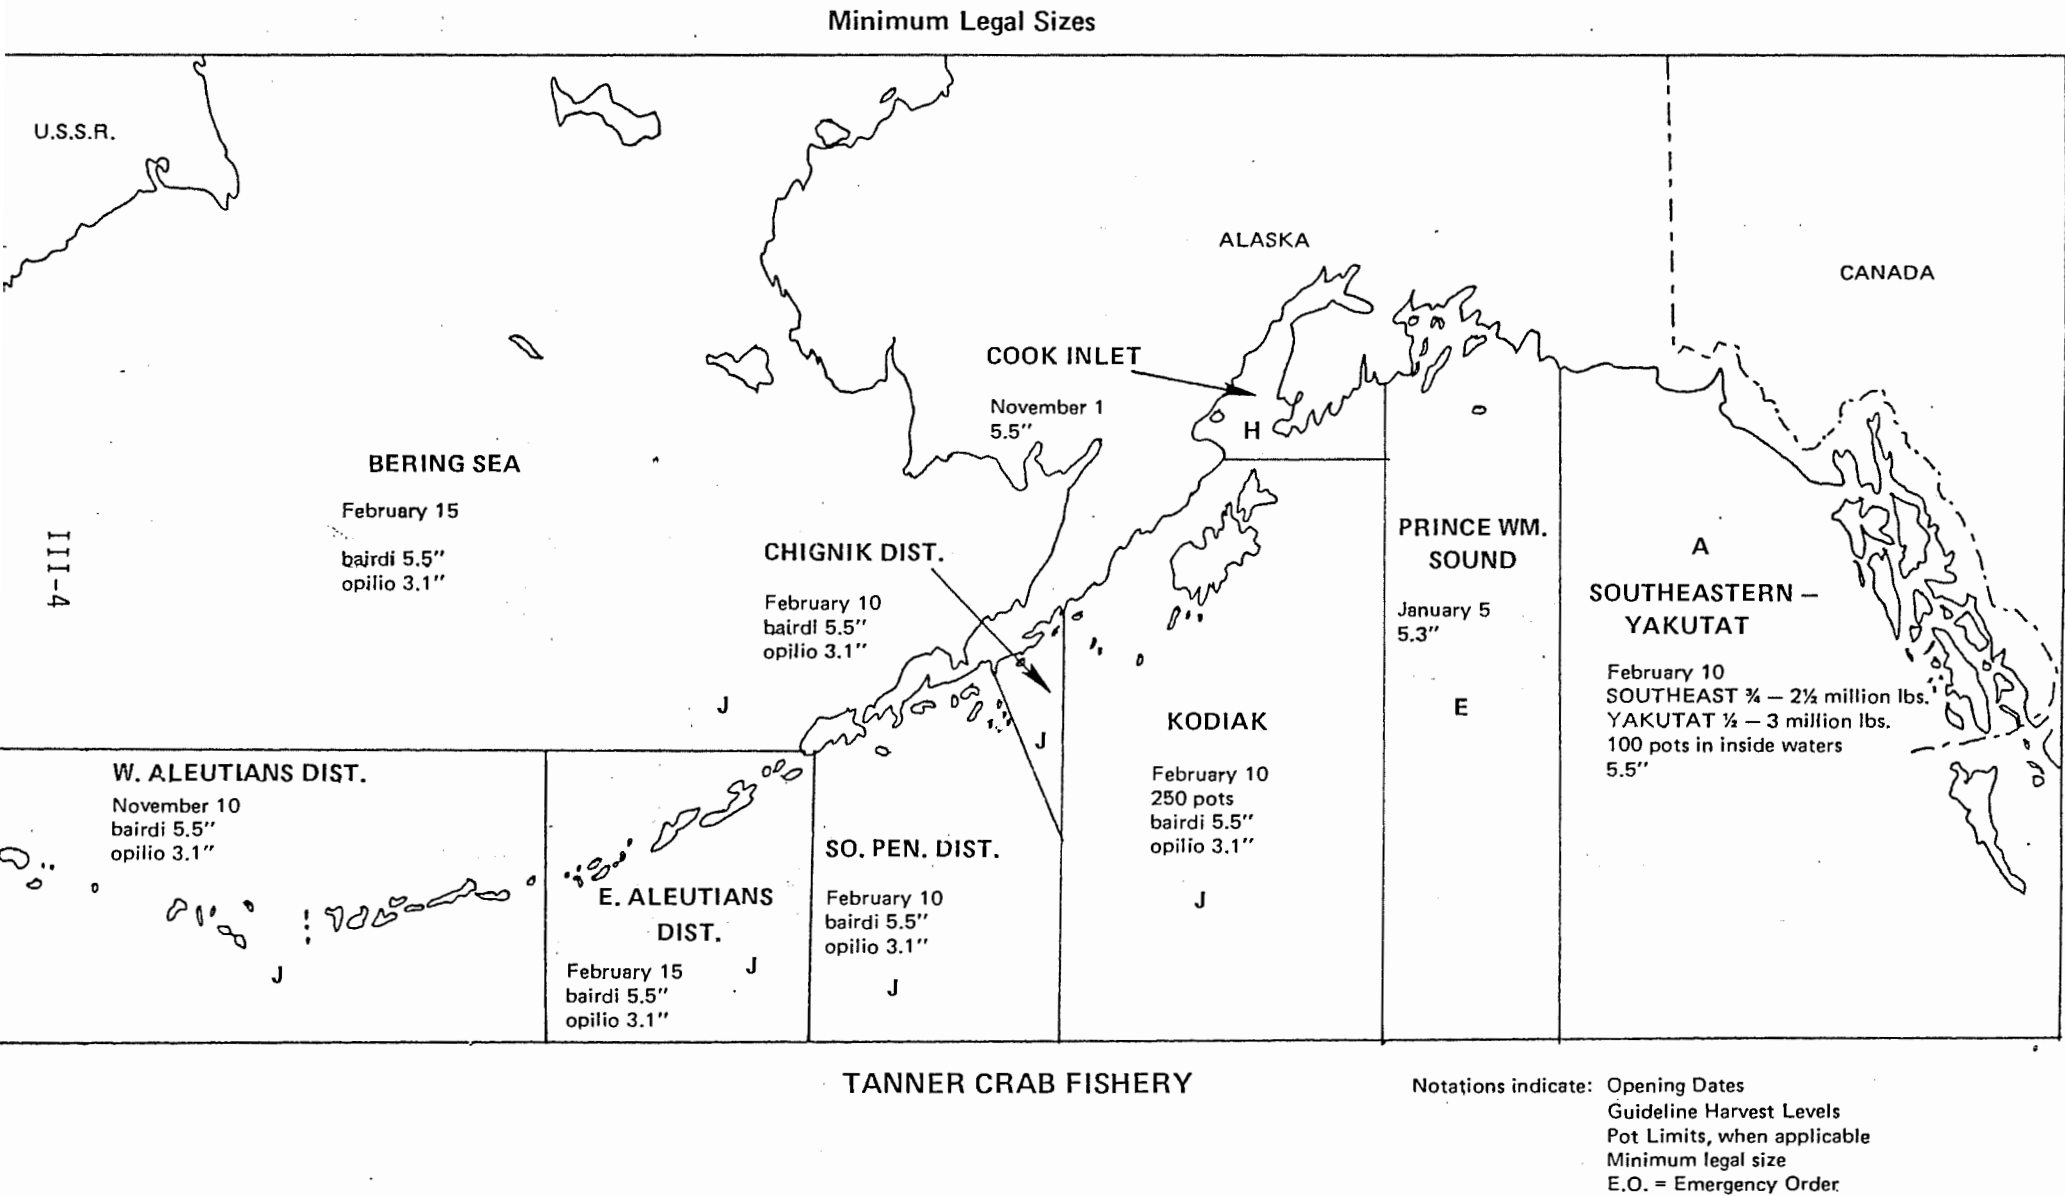 Minimum Legal Sizes
U.S.S.R.
ALASKA
CANADA
COOK INLET
November 1
5.5"
H
BERING SEA
February 15
bairdi 5.5"
opilio 3.1"
J
III-4
CHIGNIK DIST.
February 10
bairdi 5.5"
opilio 3.1"
J
PRINCE WM.
SOUND
January 5
5.3"
E
A
SOUTHEASTERN –
YAKUTAT
February 10
SOUTHEAST ¾ – 2½ million lbs.
YAKUTAT ½ – 3 million lbs.
100 pots in inside waters
5.5"
KODIAK
February 10
250 pots
bairdi 5.5"
opilio 3.1"
J
W. ALEUTIANS DIST.
November 10
bairdi 5.5"
opilio 3.1"
J
E. ALEUTIANS
DIST.
February 15
bairdi 5.5"
opilio 3.1"
J
SO. PEN. DIST.
February 10
bairdi 5.5"
opilio 3.1"
J
TANNER CRAB FISHERY
Notations indicate: Opening Dates
Guideline Harvest Levels
Pot Limits, when applicable
Minimum legal size
E.O. = Emergency Order